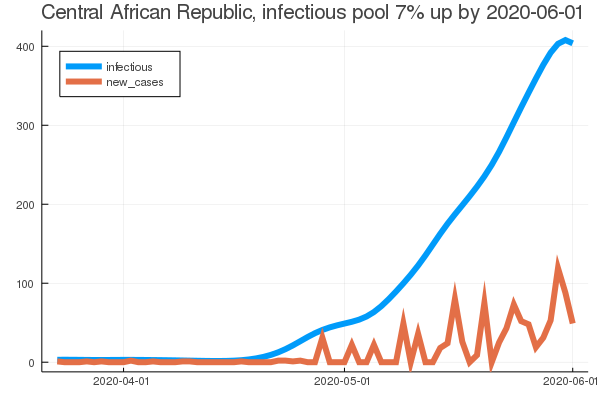 Central African Republic, infectious pool 7% up by 2020-06-01
400
infectious
new_cases
300
200
100
0
2020-04-01
2020-05-01
2020-06-01